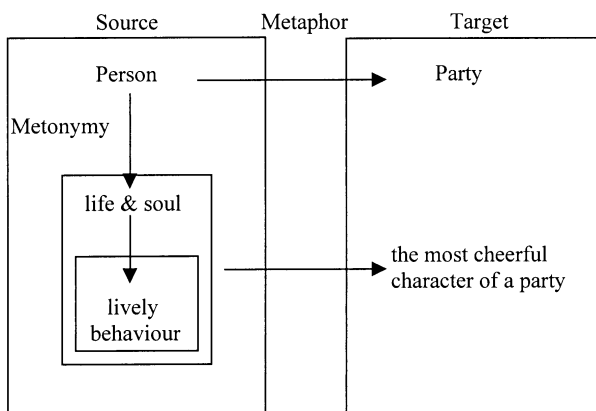 Source Metaphor Target
Person Party
Metonymy
life & soul
the most cheerful
character of a party
lively
behaviour